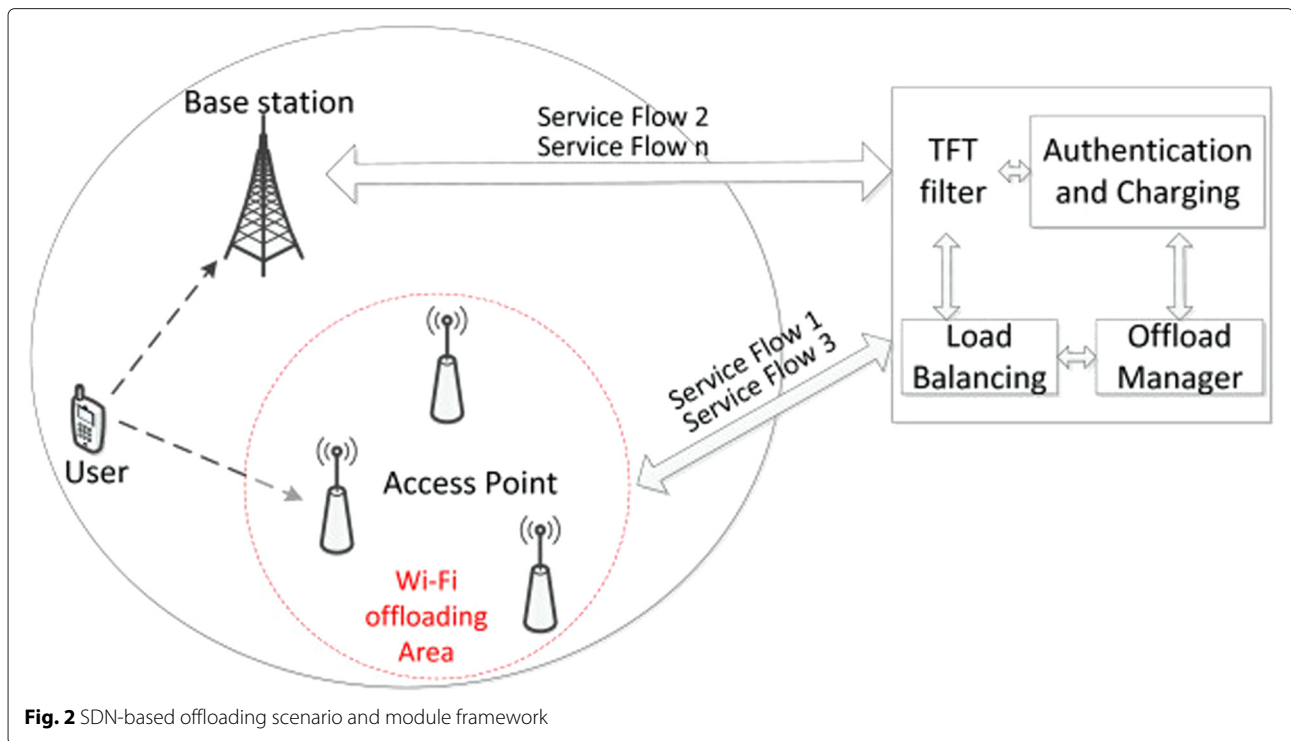 Base station
Service Flow 2
Service Flow n
TFT
filter
Authentication
and Charging
Service Flow 1
Service Flow 3
Load
Balancing
Offload
Manager
User
Access Point
Wi-Fi
offloading
Area
Fig. 2 SDN-based offloading scenario and module framework